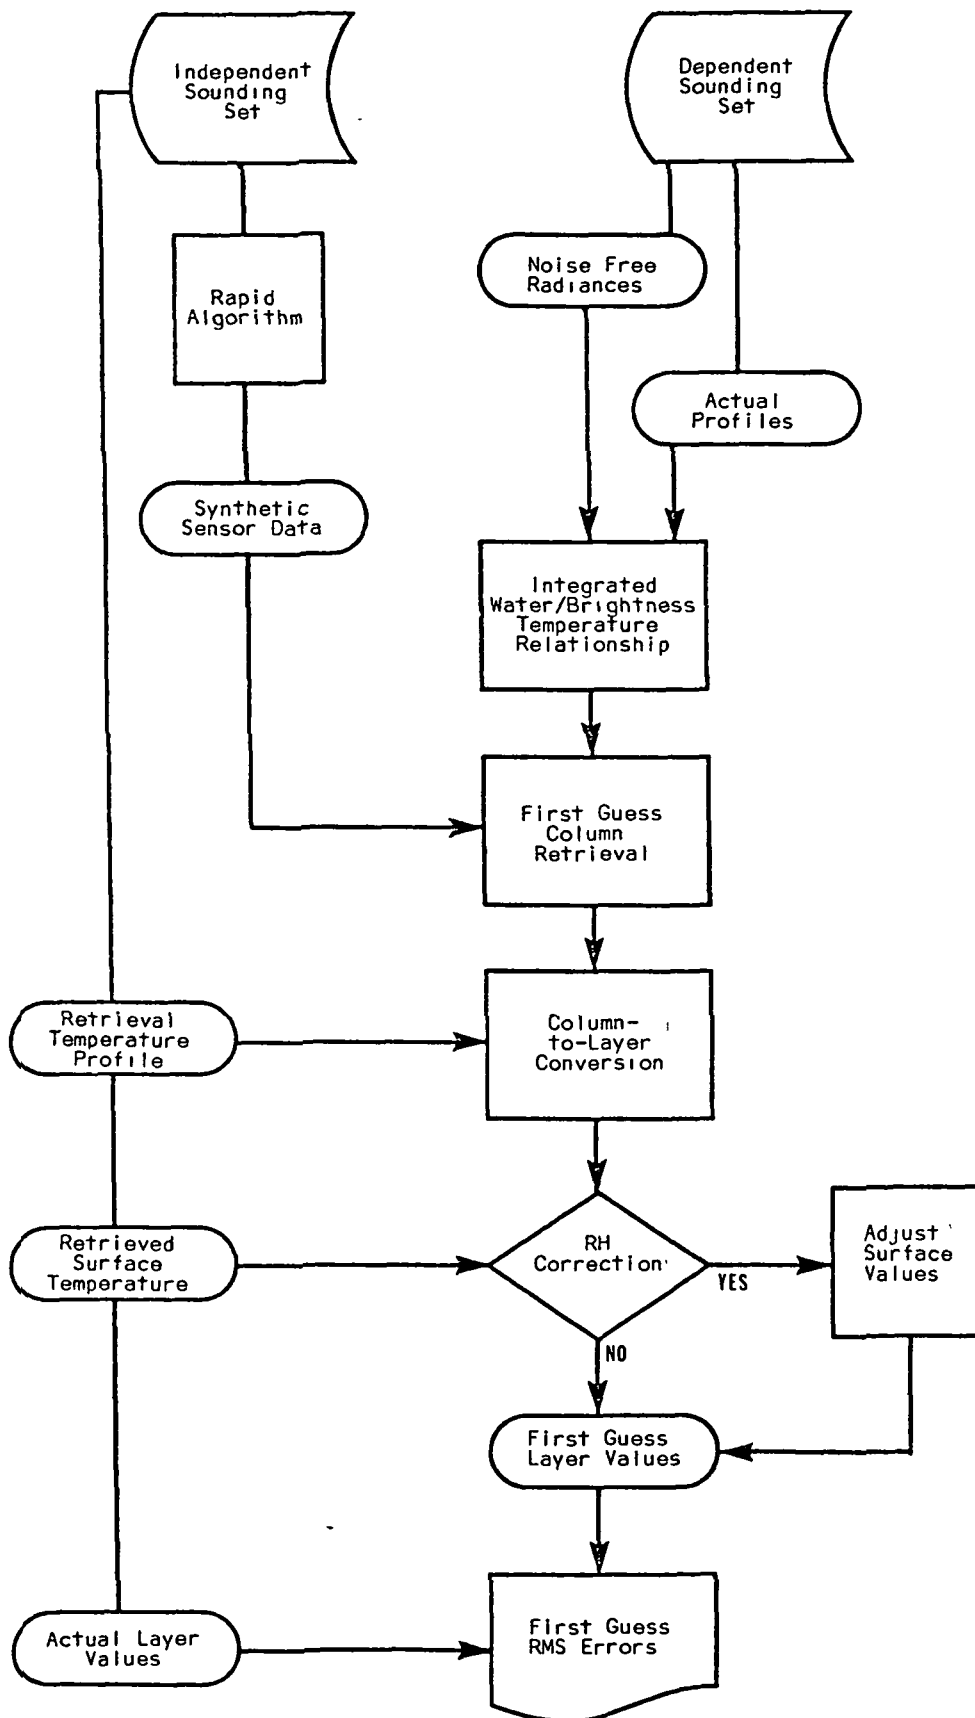 Independent
Sounding
Set
Dependent
Sounding
Set
Rapid
Algorithm
Noise Free
Radiances
Actual
Profiles
Synthetic
Sensor Data
Integrated
Water/Brightness
Temperature
Relationship
First Guess
Column
Retrieval
Retrieval
Temperature
Profile
Column-
to-Layer
Conversion
Retrieved
Surface
Temperature
RH
Correction
YES
Adjust
Surface
Values
NO
First Guess
Layer Values
Actual Layer
Values
First Guess
RMS Errors